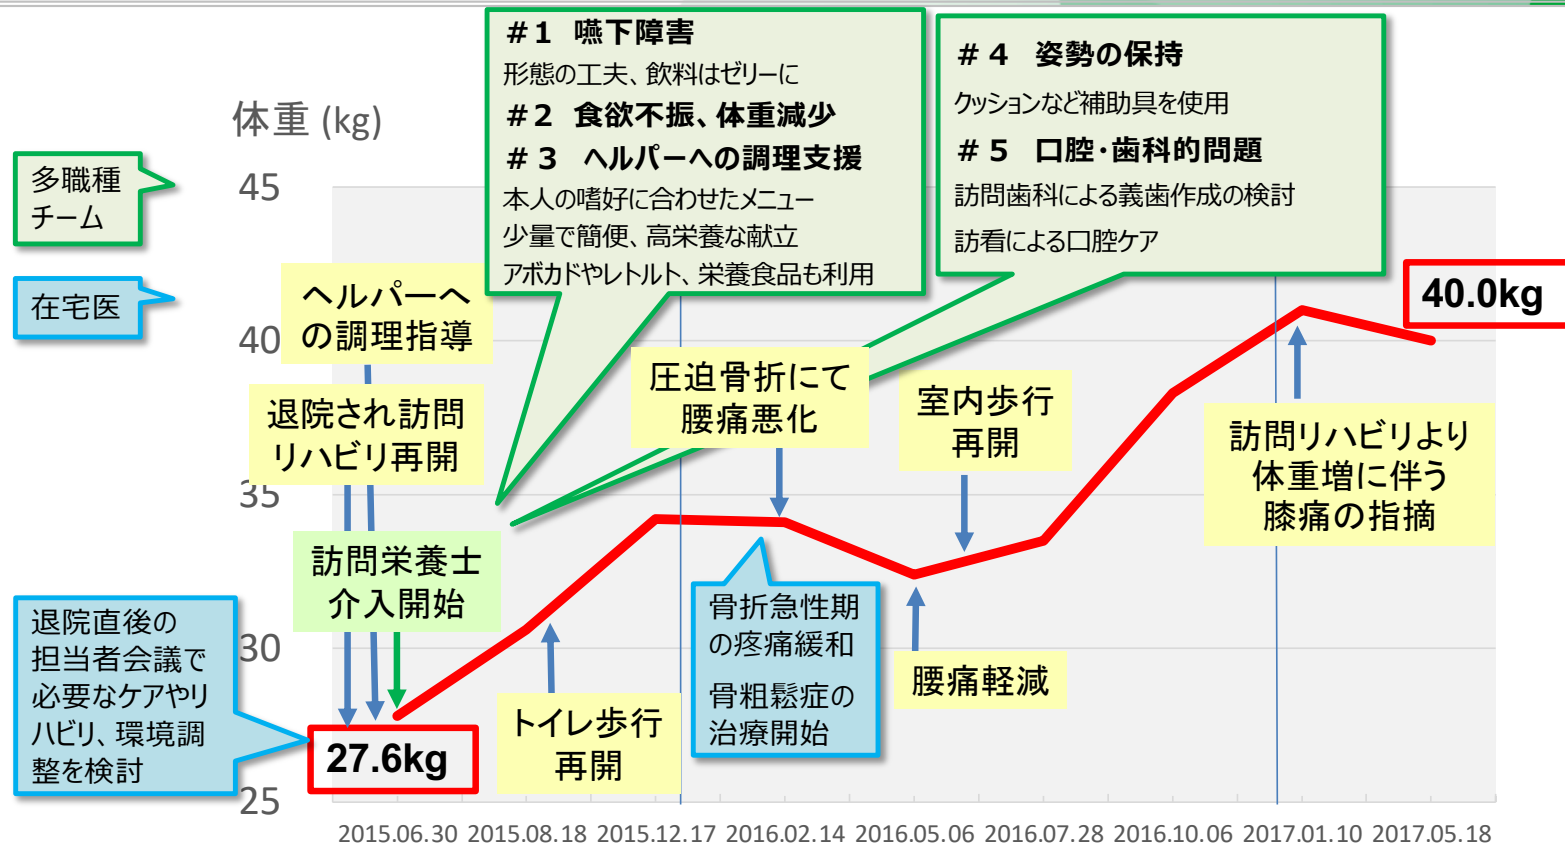 ＃1 嚥下障害
形態の工夫、飲料はゼリーに
＃2 食欲不振、体重減少
＃３ ヘルパーへの調理支援
本人の嗜好に合わせたメニュー
少量で簡便、高栄養な献立
アボカドやレトルト、栄養食品も利用
＃４ 姿勢の保持
クッションなど補助具を使用
＃５ 口腔・歯科的問題
訪問歯科による義歯作成の検討
訪看による口腔ケア
体重 (kg)
多職種
チーム
在宅医
45
40
35
30
25
ヘルパーへ
の調理指導
退院され訪問
リハビリ再開
訪問栄養士
介入開始
退院直後の
担当者会議で
必要なケアやリ
ハビリ、環境調
整を検討
27.6kg
トイレ歩行
再開
圧迫骨折にて
腰痛悪化
骨折急性期
の疼痛緩和
骨粗鬆症の
治療開始
腰痛軽減
室内歩行
再開
訪問リハビリより
体重増に伴う
膝痛の指摘
40.0kg
2015.06.30 2015.08.18 2015.12.17 2016.02.14 2016.05.06 2016.07.28 2016.10.06 2017.01.10 2017.05.18